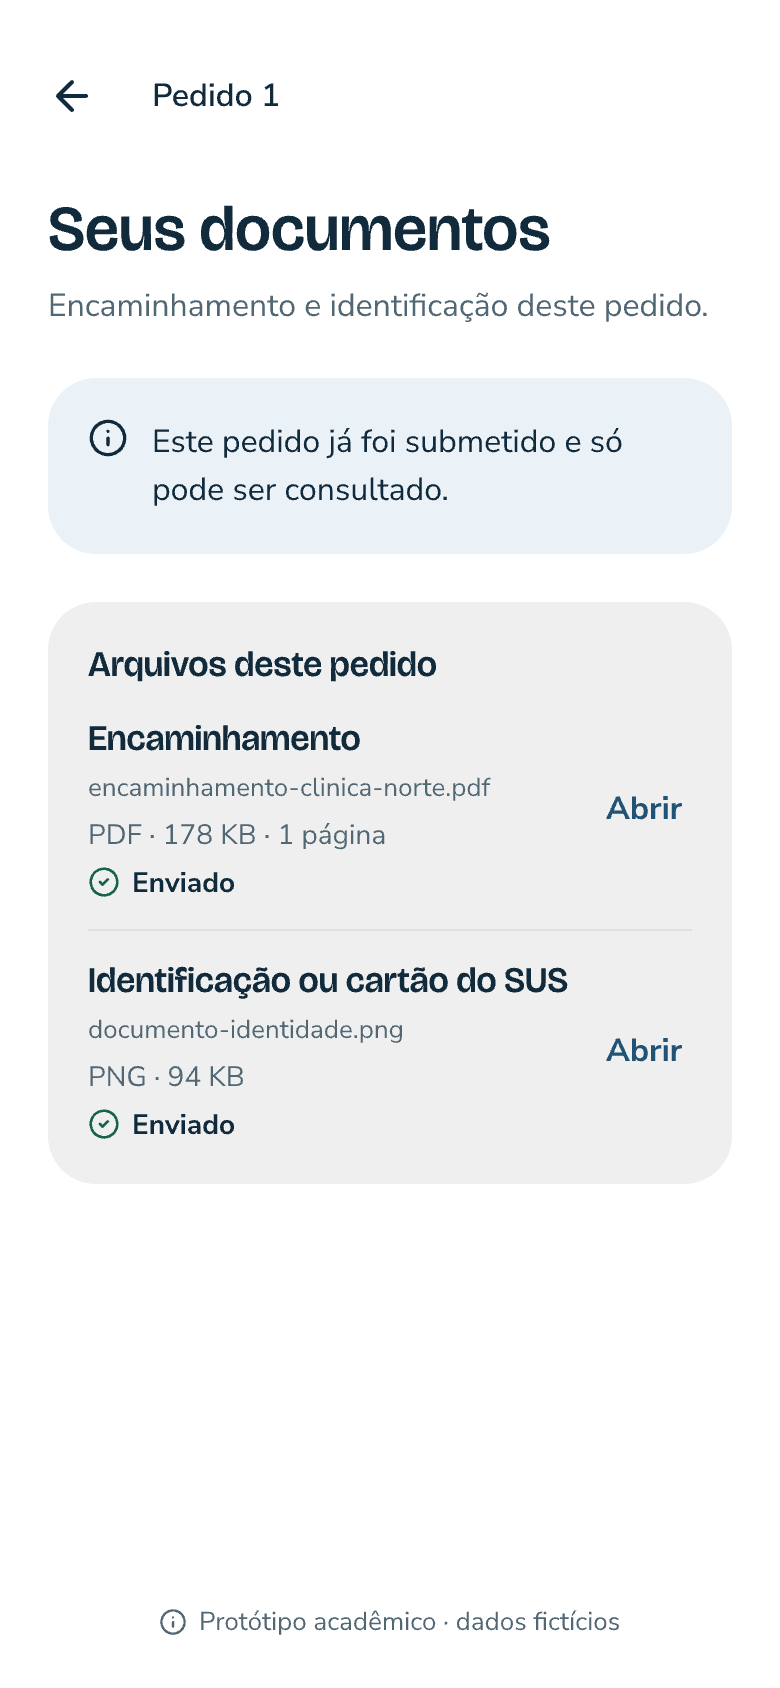 Pedido 1
Seus documentos
Encaminhamento e identificação deste pedido.
Este pedido já foi submetido e só
pode ser consultado.
Arquivos deste pedido
Encaminhamento
encaminhamento-clinica-norte.pdf
PDF · 178 KB · 1 página
Enviado
Abrir
Identificação ou cartão do SUS
documento-identidade.png
PNG · 94 KB
Enviado
Abrir
Protótipo acadêmico · dados fictícios